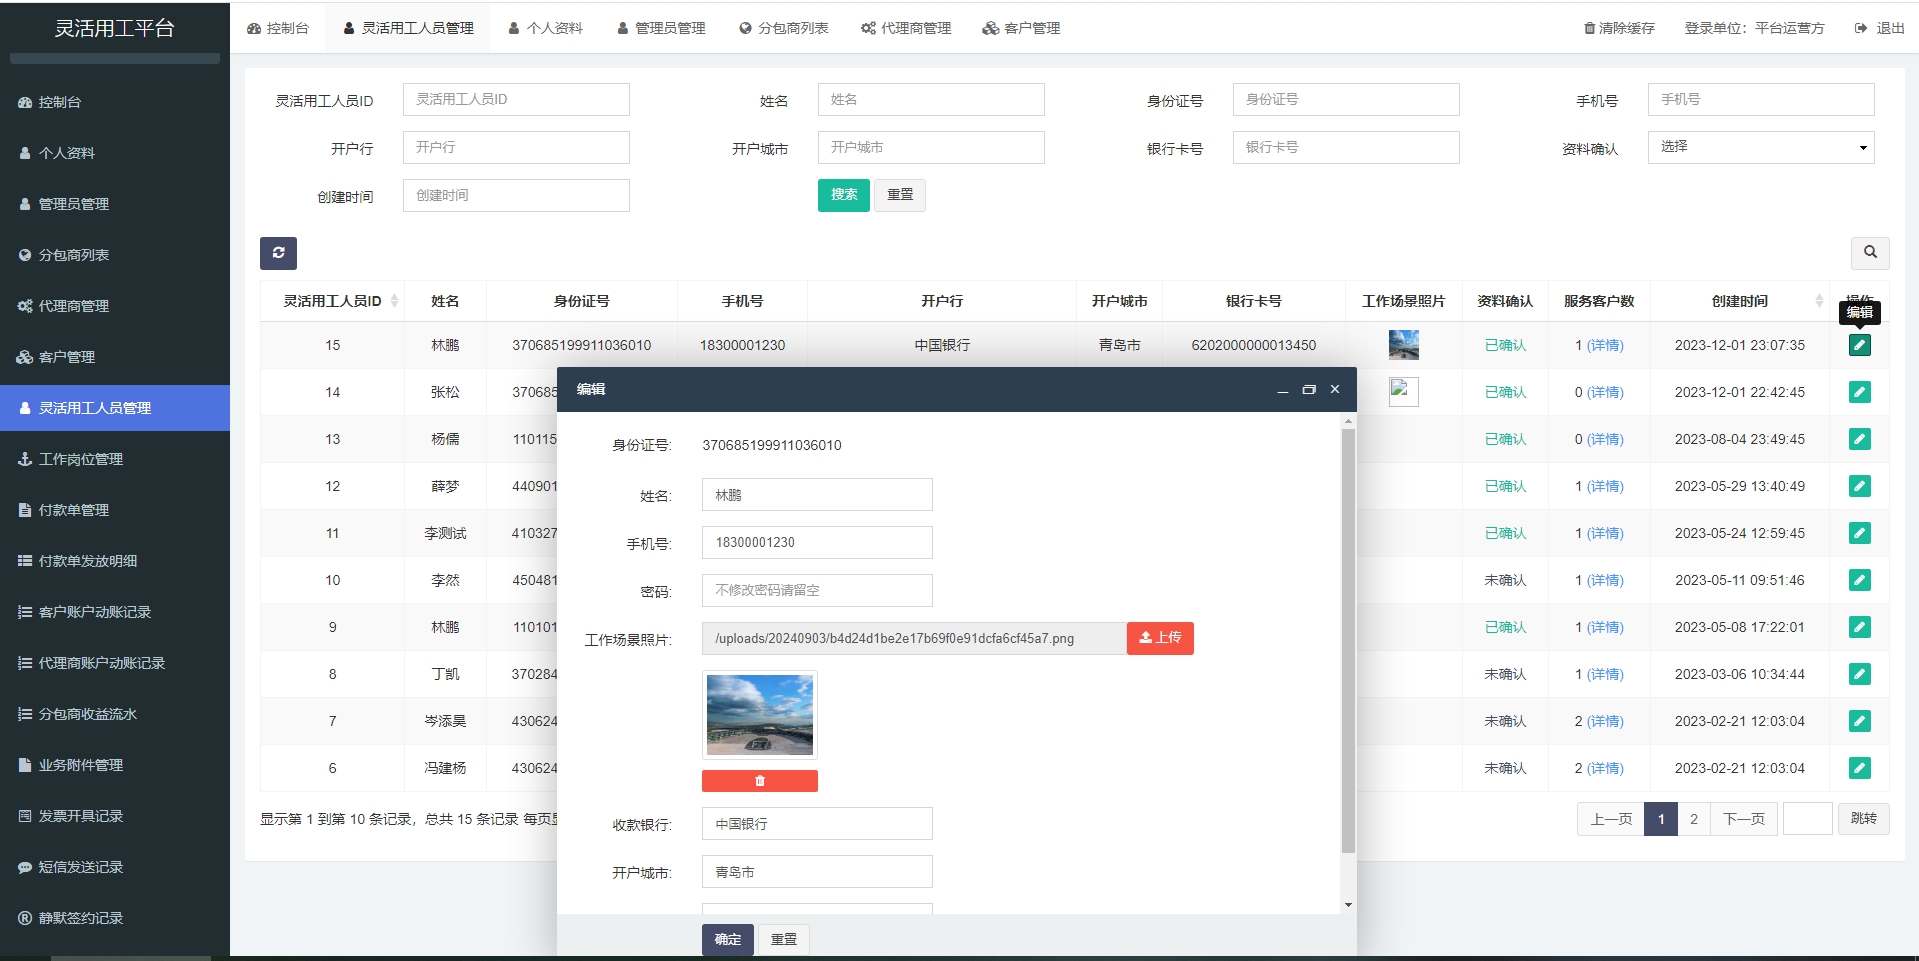 灵活用工平台
控制台
灵活用工人员管理
个人资料
管理员管理
分包商列表
代理商管理
客户管理
清除缓存
登录单位：平台运营方
退出
控制台
个人资料
管理员管理
分包商列表
代理商管理
客户管理
灵活用工人员管理
工作岗位管理
付款单管理
付款单发放明细
客户账户动账记录
代理商账户动账记录
分包商收益流水
业务附件管理
发票开具记录
短信发送记录
静默签约记录
灵活用工人员ID 灵活用工人员ID 姓名 姓名 身份证号 身份证号 手机号 手机号
开户行 开户行 开户城市 开户城市 银行卡号 银行卡号 资料确认 选择
创建时间 创建时间 搜索 重置
灵活用工人员ID 姓名 身份证号 手机号 开户行 开户城市 银行卡号 工作场景照片 资料确认 服务客户数 创建时间
编辑
15 林鹏 370685199911036010 18300001230 中国银行 青岛市 6202000000013450 已确认 1 (详情) 2023-12-01 23:07:35
14 张松 37068 已确认 0 (详情) 2023-12-01 22:42:45
13 杨儒 110115 已确认 0 (详情) 2023-08-04 23:49:45
12 薛梦 440901 已确认 1 (详情) 2023-05-29 13:40:49
11 李测试 410327 已确认 1 (详情) 2023-05-24 12:59:45
10 李然 450481 未确认 1 (详情) 2023-05-11 09:51:46
9 林鹏 110101 已确认 1 (详情) 2023-05-08 17:22:01
8 丁凯 370284 未确认 1 (详情) 2023-03-06 10:34:44
7 岑添昊 430624 未确认 2 (详情) 2023-02-21 12:03:04
6 冯建杨 430624 未确认 2 (详情) 2023-02-21 12:03:04
显示第 1 到第 10 条记录，总共 15 条记录 每页
上一页 1 2 下一页 跳转
编辑
身份证号: 370685199911036010
姓名: 林鹏
手机号: 18300001230
密码: 不修改密码请留空
工作场景照片: /uploads/20240903/b4d24d1be2e17b69f0e91dcfa6cf45a7.png 上传
收款银行: 中国银行
开户城市: 青岛市
确定 重置